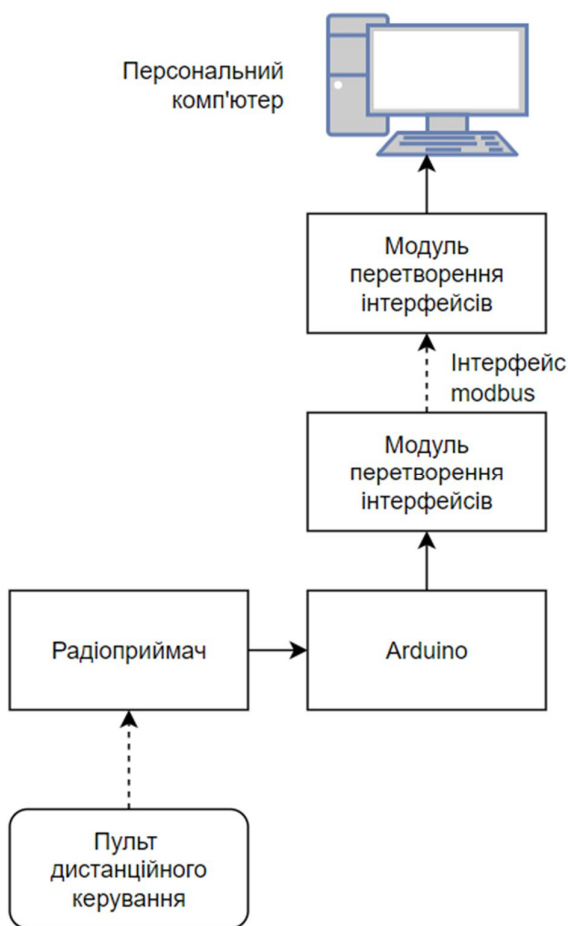 Персональний
комп'ютер
Модуль
перетворення
інтерфейсів
Інтерфейс
modbus
Модуль
перетворення
інтерфейсів
Радіоприймач
Arduino
Пульт
дистанційного
керування